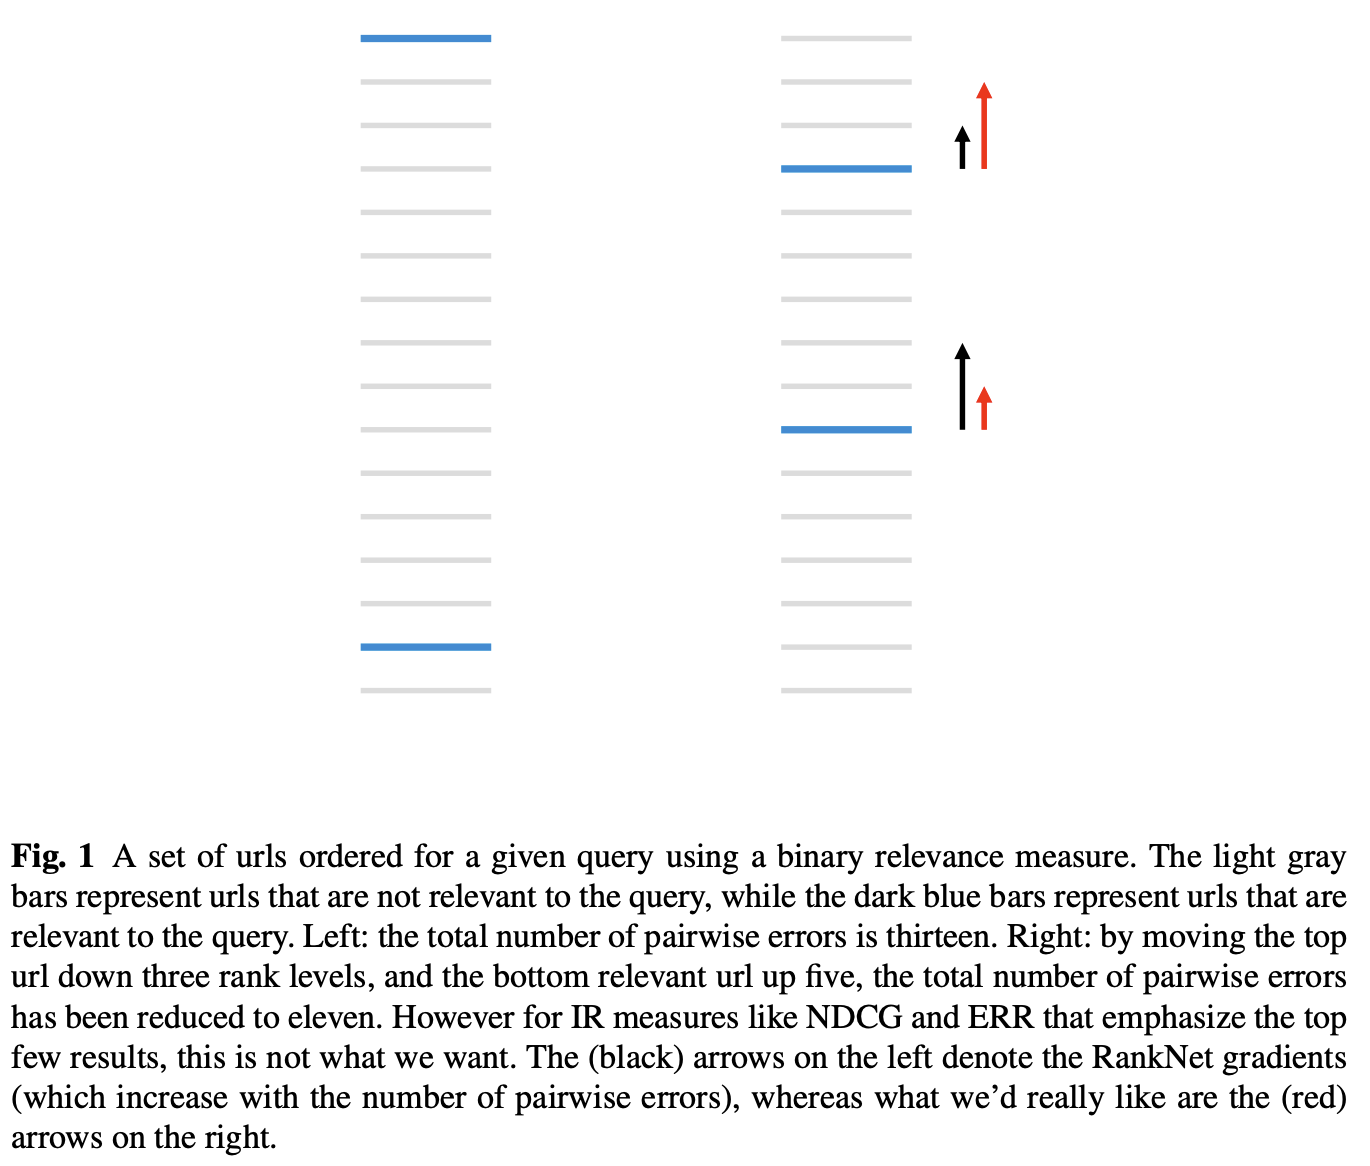 Fig. 1 A set of urls ordered for a given query using a binary relevance measure. The light gray
bars represent urls that are not relevant to the query, while the dark blue bars represent urls that are
relevant to the query. Left: the total number of pairwise errors is thirteen. Right: by moving the top
url down three rank levels, and the bottom relevant url up five, the total number of pairwise errors
has been reduced to eleven. However for IR measures like NDCG and ERR that emphasize the top
few results, this is not what we want. The (black) arrows on the left denote the RankNet gradients
(which increase with the number of pairwise errors), whereas what we’d really like are the (red)
arrows on the right.